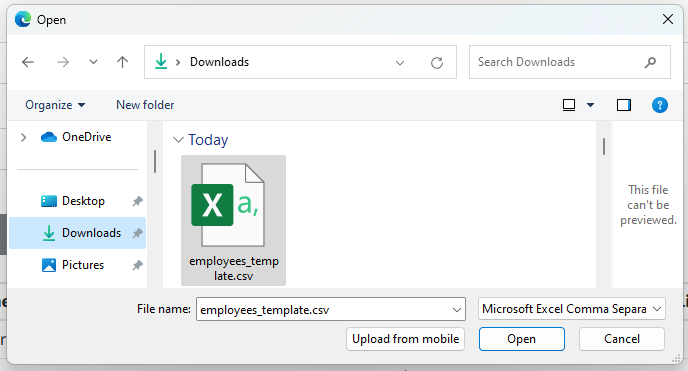 Open
Downloads
Search Downloads
Organize
New folder
OneDrive
Today
Desktop
Downloads
Pictures
X a,
employees_temp
late.csv
This file
can't be
previewed.
File name: employees_template.csv
Microsoft Excel Comma Separa
Upload from mobile
Open
Cancel